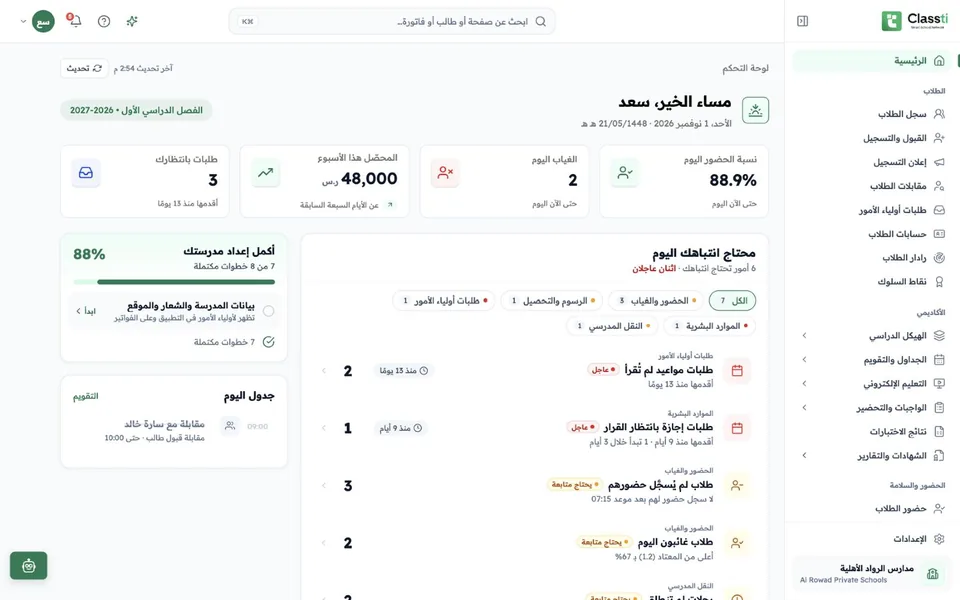 Classti
الرئيسية
الطلاب
سجل الطلاب
القبول والتسجيل
إعلان التسجيل
مقابلات الطلاب
طلبات أولياء الأمور
حسابات الطلاب
رادار الطلاب
نقاط السلوك
الأكاديمي
الهيكل الدراسي
الجداول والتقويم
التعليم الإلكتروني
الواجبات والتحضير
نتائج الاختبارات
الشهادات والتقارير
الحضور والسلامة
حضور الطلاب
الإعدادات
مدارس الرواد الأهلية
Al Rowad Private Schools
ابحث عن صفحة أو طالب أو فاتورة...
سع
لوحة التحكم
آخر تحديث 2:54 م
تحديث
مساء الخير، سعد
الأحد، 1 نوفمبر 2026 · 21/05/1448 هـ هـ
الفصل الدراسي الأول • 2026-2027
نسبة الحضور اليوم
88.9%
حتى الآن اليوم
الغياب اليوم
2
حتى الآن اليوم
المحصّل هذا الأسبوع
48,000 ر.س
عن الأيام السبعة السابقة
طلبات بانتظارك
3
أقدمها منذ 13 يومًا
محتاج انتباهك اليوم
6 أمور تحتاج انتباهك · اثنان عاجلان
الكل 7
الحضور والغياب 3
الرسوم والتحصيل 1
طلبات أولياء الأمور 1
الموارد البشرية 1
النقل المدرسي 1
طلبات أولياء الأمور
طلبات مواعيد لم تُقرأ
عاجل
أقدمها منذ 13 يومًا
منذ 13 يومًا
2
الموارد البشرية
طلبات إجازة بانتظار القرار
عاجل
أقدمها منذ 9 أيام · 1 تبدأ خلال 3 أيام
منذ 9 أيام
1
الحضور والغياب
طلاب لم يُسجَّل حضورهم
يحتاج متابعة
لا سجل حضور لهم بعد موعد 07:15
3
الحضور والغياب
طلاب غائبون اليوم
يحتاج متابعة
أعلى من المعتاد (1.2) بـ 67%
2
النقل المدرسي
أكمل إعداد مدرستك
88%
7 من 8 خطوات مكتملة
بيانات المدرسة والشعار والموقع
تظهر لأولياء الأمور في التطبيق وعلى الفواتير
ابدأ
7 خطوات مكتملة
جدول اليوم
التقويم
09:00
مقابلة مع سارة خالد
مقابلة قبول طالب · حتى 10:00